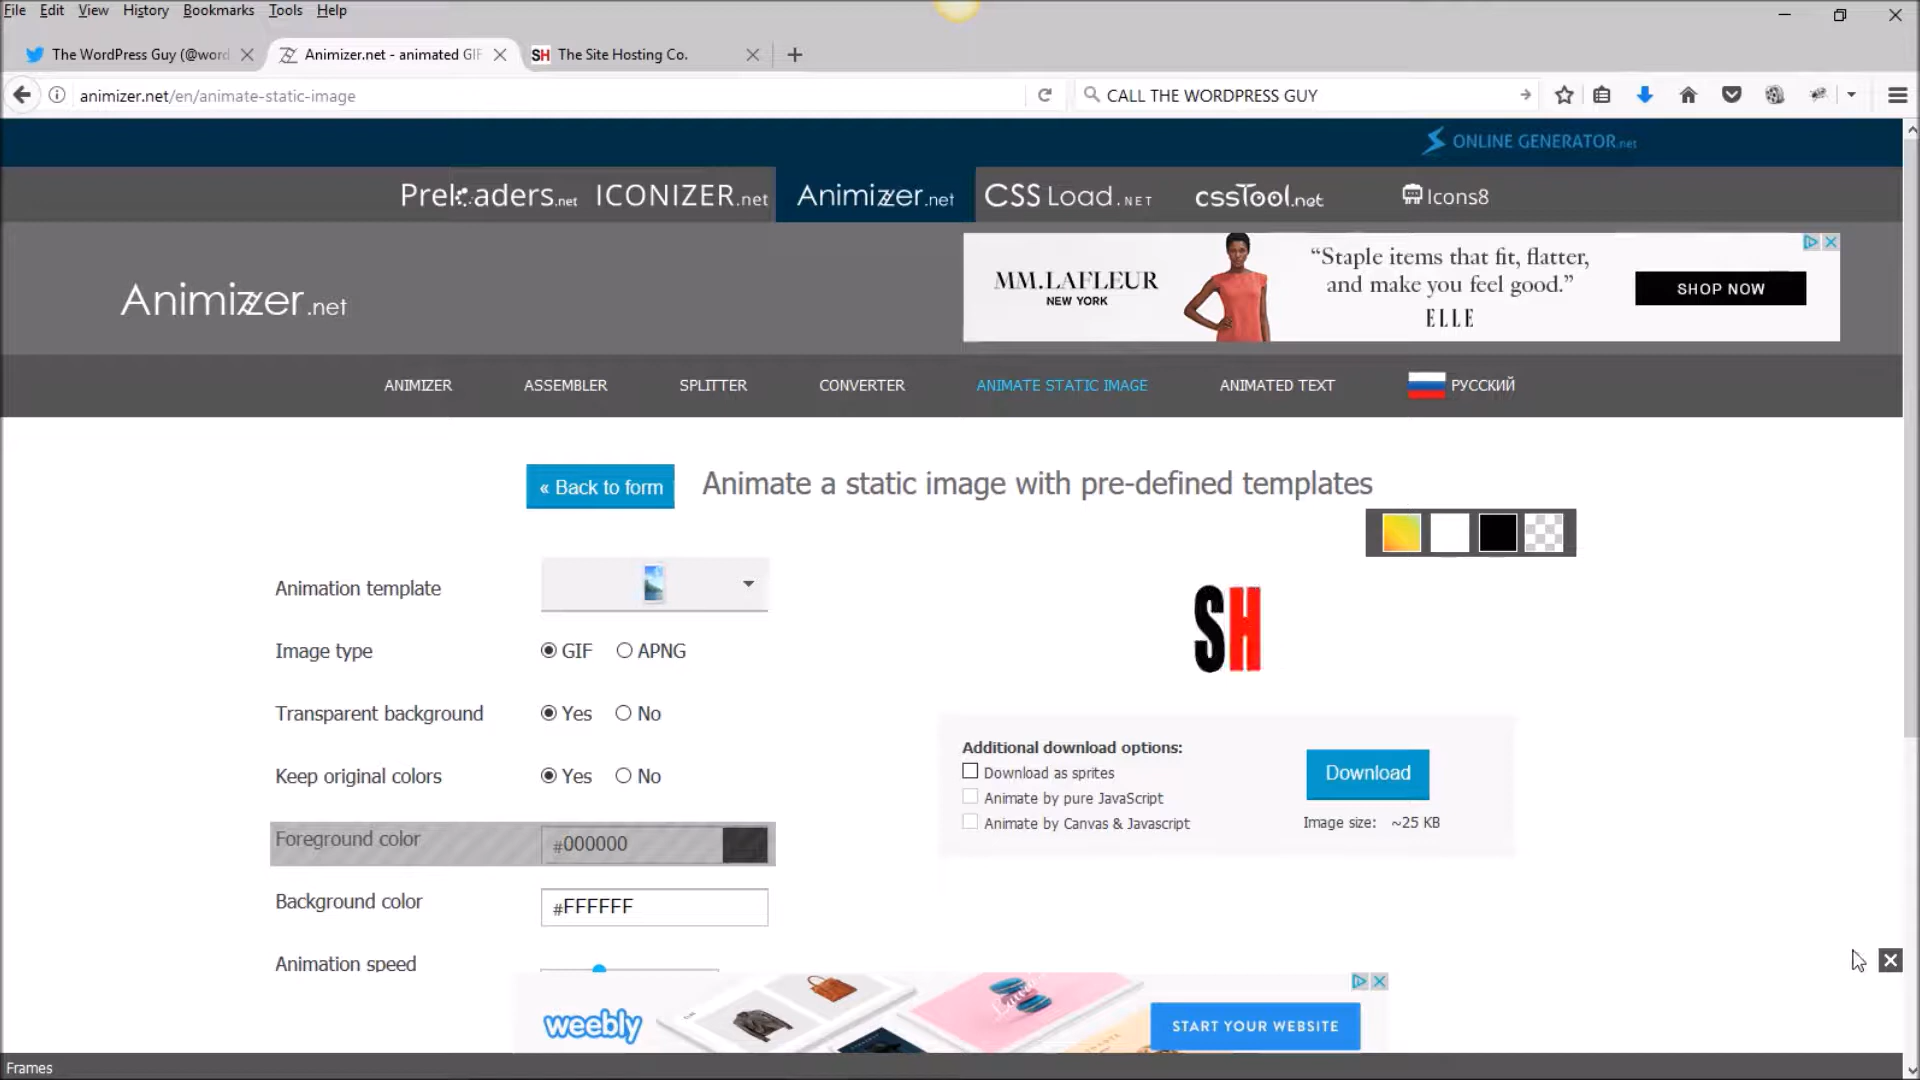 File Edit View History Bookmarks Tools Help
The WordPress Guy (@word
Animizer.net - animated GIF
SH The Site Hosting Co.
animizer.net/en/animate-static-image
CALL THE WORDPRESS GUY
ONLINE GENERATOR.net
Preloaders.net ICONIZER.net Animizer.net CSS Load.NET cssTool.net Icons8
Animizer.net
MM.LAFLEUR
NEW YORK
“Staple items that fit, flatter,
and make you feel good.”
ELLE
SHOP NOW
ANIMIZER ASSEMBLER SPLITTER CONVERTER ANIMATE STATIC IMAGE ANIMATED TEXT РУССКИЙ
« Back to form
Animate a static image with pre-defined templates
Animation template
Image type GIF APNG
Transparent background Yes No
Keep original colors Yes No
Foreground color #000000
Background color #FFFFFF
Animation speed
SH
Additional download options:
Download as sprites
Animate by pure JavaScript
Animate by Canvas & Javascript
Download
Image size: ~25 KB
weebly
START YOUR WEBSITE
Frames